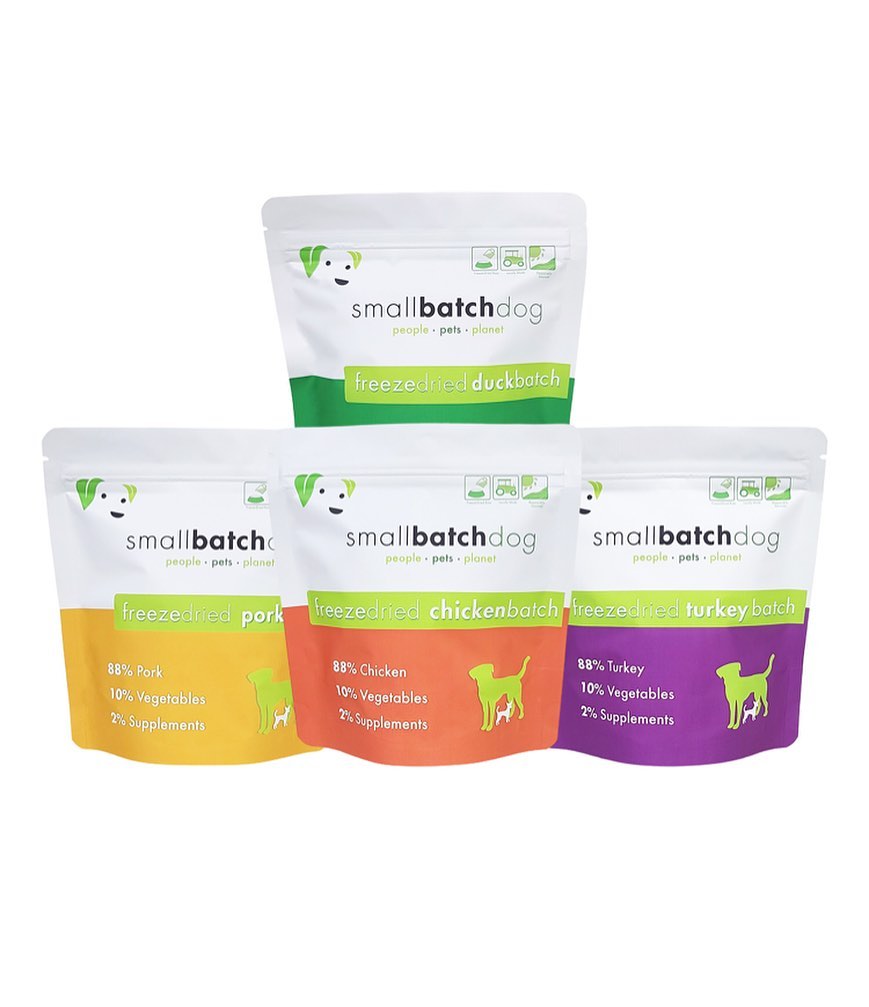 smallbatchdog
people · pets · planet
freezedried duckbatch
smallbatch
people · pets · planet
freezedried pork
88% Pork
10% Vegetables
2% Supplements
smallbatchdog
people · pets · planet
freezedried chickenbatch
88% Chicken
10% Vegetables
2% Supplements
smallbatchdog
people · pets · planet
freezedried turkeybatch
88% Turkey
10% Vegetables
2% Supplements